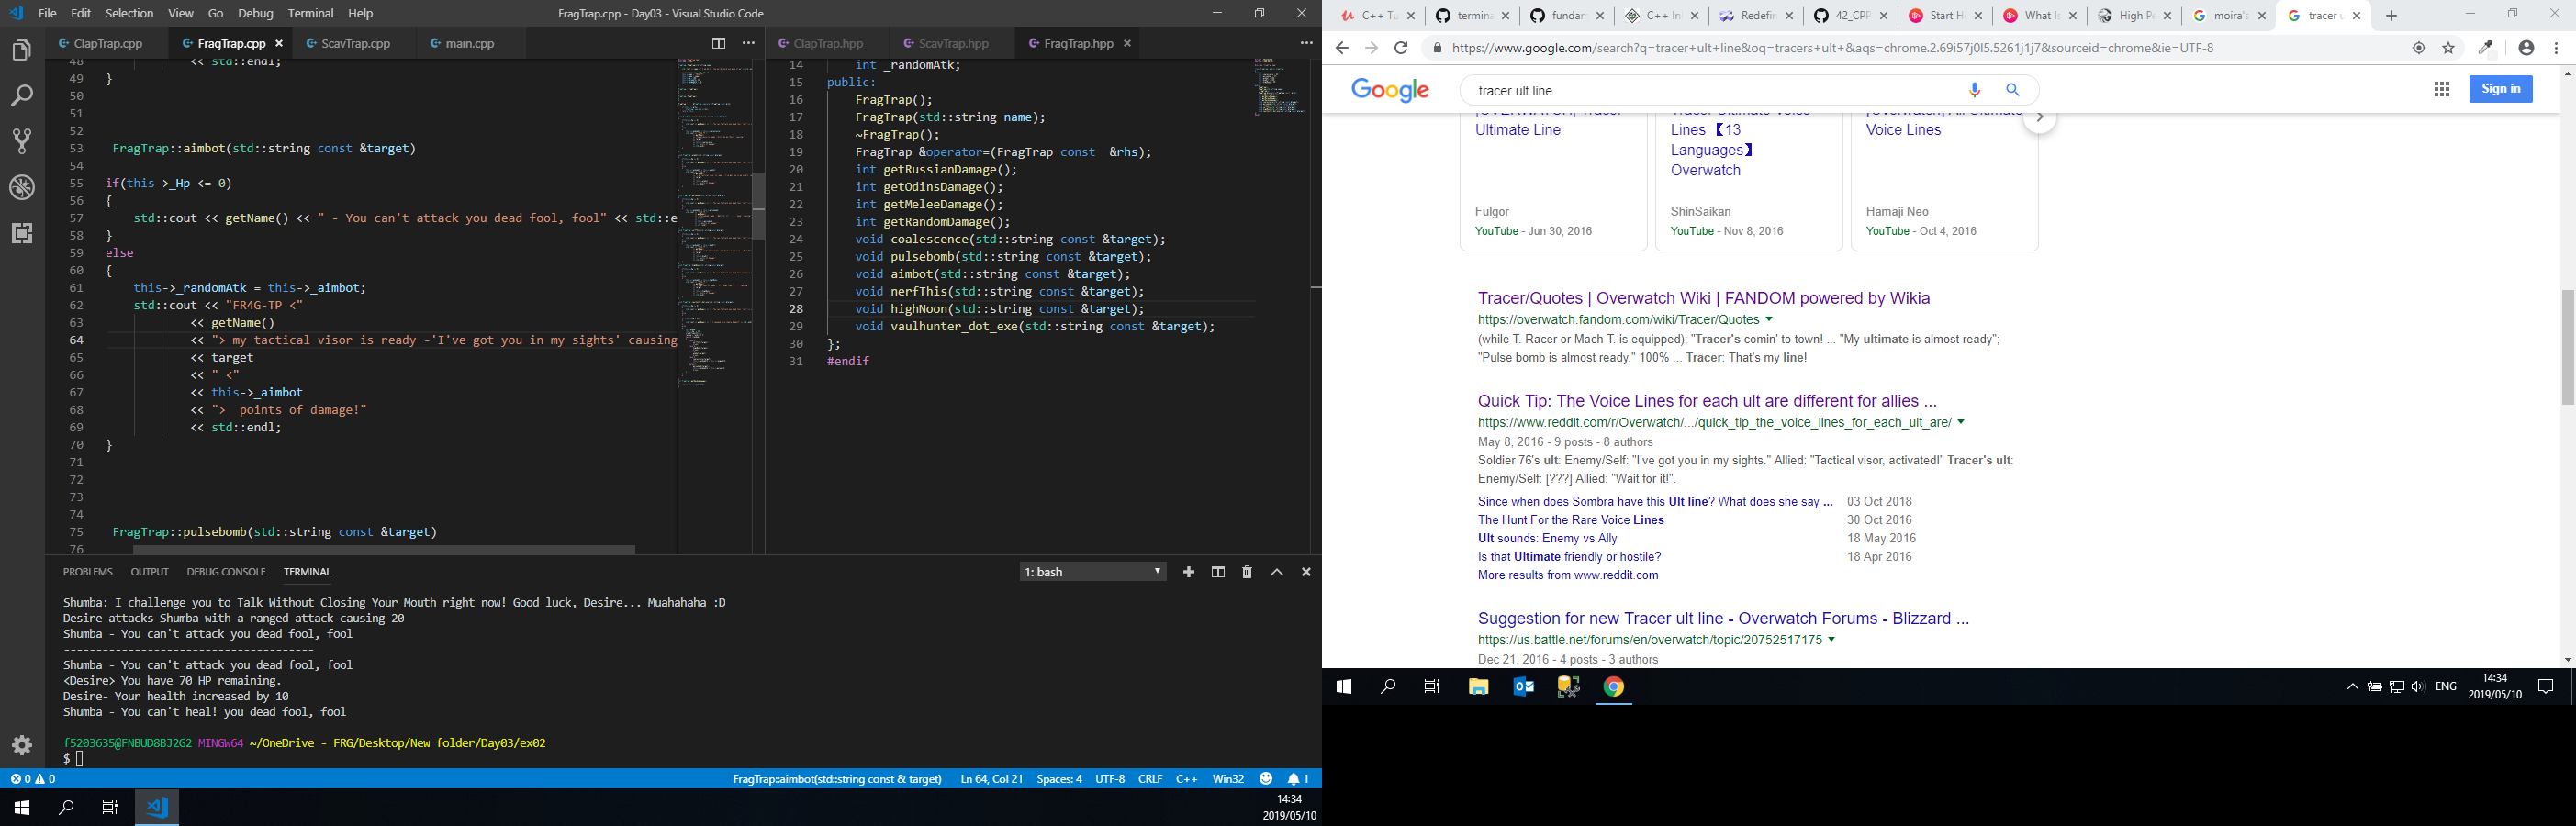 File Edit Selection View Go Debug Terminal Help
FragTrap.cpp - Day03 - Visual Studio Code
ClapTrap.cpp FragTrap.cpp ScavTrap.cpp main.cpp
48 << std::endl;
49 }
50
51
52
53 FragTrap::aimbot(std::string const &target)
54
55 if(this->_Hp <= 0)
56 {
57 std::cout << getName() << " - You can't attack you dead fool, fool" << std::e
58 }
59 else
60 {
61 this->_randomAtk = this->_aimbot;
62 std::cout << "FR4G-TP <"
63 << getName()
64 << "> my tactical visor is ready -'I've got you in my sights' causing
65 << target
66 << " <"
67 << this->_aimbot
68 << ">  points of damage!"
69 << std::endl;
70 }
71
72
73
74
75 FragTrap::pulsebomb(std::string const &target)
76
ClapTrap.hpp ScavTrap.hpp FragTrap.hpp
14 int _randomAtk;
15 public:
16 FragTrap();
17 FragTrap(std::string name);
18 ~FragTrap();
19 FragTrap &operator=(FragTrap const  &rhs);
20 int getRussianDamage();
21 int getOdinsDamage();
22 int getMeleeDamage();
23 int getRandomDamage();
24 void coalescence(std::string const &target);
25 void pulsebomb(std::string const &target);
26 void aimbot(std::string const &target);
27 void nerfThis(std::string const &target);
28 void highNoon(std::string const &target);
29 void vaulhunter_dot_exe(std::string const &target);
30 };
31 #endif
PROBLEMS OUTPUT DEBUG CONSOLE TERMINAL
1: bash
Shumba: I challenge you to Talk Without Closing Your Mouth right now! Good luck, Desire... Muahahaha :D
Desire attacks Shumba with a ranged attack causing 20
Shumba - You can't attack you dead fool, fool
---------------------------------------
Shumba - You can't attack you dead fool, fool
<Desire> You have 70 HP remaining.
Desire- Your health increased by 10
Shumba - You can't heal! you dead fool, fool
f5203635@FNBUD8BJ2G2 MINGW64 ~/OneDrive - FRG/Desktop/New folder/Day03/ex02
$
0 0
FragTrap::aimbot(std::string const & target) Ln 64, Col 21 Spaces: 4 UTF-8 CRLF C++ Win32 1
14:34
2019/05/10
C++ Tu termina fundam C++ In Redefin 42_CPP Start H What is High P moira's tracer u
https://www.google.com/search?q=tracer+ult+line&oq=tracers+ult+&aqs=chrome.2.69i57j0l5.5261j1j7&sourceid=chrome&ie=UTF-8
Google
tracer ult line
Sign in
[OVERWATCH] Tracer
Ultimate Line
Fulgor
YouTube - Jun 30, 2016
Tracer Ultimate Voice
Lines 【13
Languages】
Overwatch
ShinSaikan
YouTube - Nov 8, 2016
[Overwatch] All Ultimate
Voice Lines
Hamaji Neo
YouTube - Oct 4, 2016
Tracer/Quotes | Overwatch Wiki | FANDOM powered by Wikia
https://overwatch.fandom.com/wiki/Tracer/Quotes
(while T. Racer or Mach T. is equipped); "Tracer's comin' to town! ... "My ultimate is almost ready";
"Pulse bomb is almost ready." 100% ... Tracer: That's my line!
Quick Tip: The Voice Lines for each ult are different for allies ...
https://www.reddit.com/r/Overwatch/.../quick_tip_the_voice_lines_for_each_ult_are/
May 8, 2016 - 9 posts - 8 authors
Soldier 76's ult: Enemy/Self: "I've got you in my sights." Allied: "Tactical visor, activated!" Tracer's ult:
Enemy/Self: [???] Allied: "Wait for it!".
Since when does Sombra have this Ult line? What does she say ... 03 Oct 2018
The Hunt For the Rare Voice Lines 30 Oct 2016
Ult sounds: Enemy vs Ally 18 May 2016
Is that Ultimate friendly or hostile? 18 Apr 2016
More results from www.reddit.com
Suggestion for new Tracer ult line - Overwatch Forums - Blizzard ...
https://us.battle.net/forums/en/overwatch/topic/20752517175
Dec 21, 2016 - 4 posts - 3 authors
ENG
14:34
2019/05/10